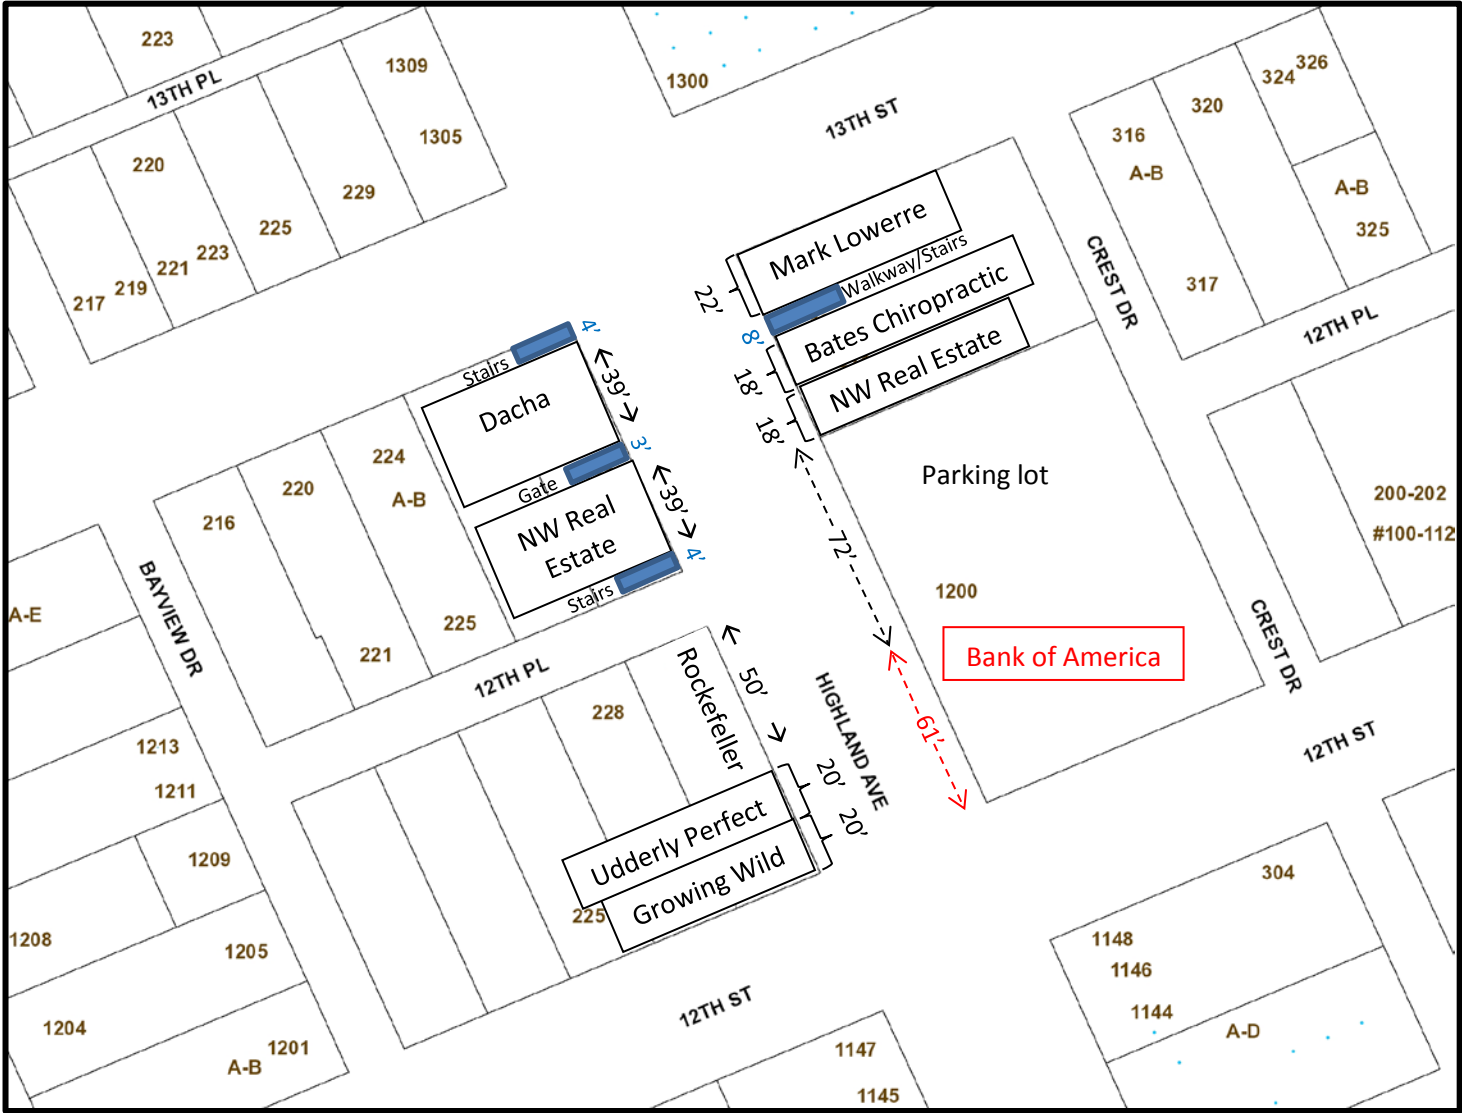 223
13TH PL
1309
1305
220
229
225
223
221
219
217
1300
13TH ST
316
A-B
320
324
326
A-B
325
317
CREST DR
12TH PL
Mark Lowerre
Walkway/Stairs
Bates Chiropractic
NW Real Estate
22'
8'
18'
18'
4'
Stairs
Dacha
39'
3'
Gate
NW Real
Estate
39'
4'
Stairs
224
A-B
220
216
221
225
BAYVIEW DR
12TH PL
A-E
Parking lot
72'
1200
Bank of America
61'
200-202
#100-112
CREST DR
12TH ST
HIGHLAND AVE
Rockefeller
50'
228
20'
20'
Udderly Perfect
Growing Wild
225
1213
1211
1209
1208
1205
1204
1201
A-B
12TH ST
304
1148
1146
1144
A-D
1147
1145